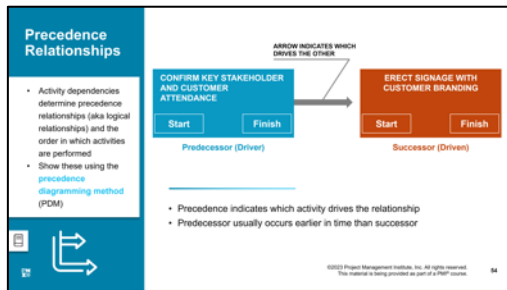 Precedence
Relationships
• Activity dependencies
determine precedence
relationships (aka logical
relationships) and the
order in which activities
are performed
• Show these using the
precedence
diagramming method
(PDM)
ARROW INDICATES WHICH
DRIVES THE OTHER
CONFIRM KEY STAKEHOLDER
AND CUSTOMER
ATTENDANCE
Start
Finish
Predecessor (Driver)
ERECT SIGNAGE WITH
CUSTOMER BRANDING
Start
Finish
Successor (Driven)
• Precedence indicates which activity drives the relationship
• Predecessor usually occurs earlier in time than successor
©2023 Project Management Institute, Inc. All rights reserved.
This material is being provided as part of a PMI® course.
54